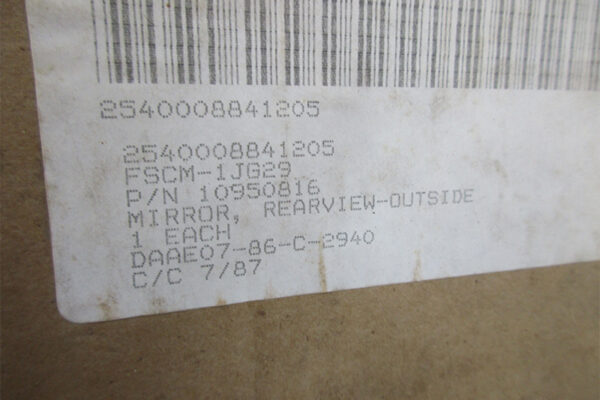 2540008841205
2540008841205
FSCM-1JG29
P/N 10950816
MIRROR, REARVIEW-OUTSIDE
1 EACH
DAAE07-86-C-2940
C/C 7/87